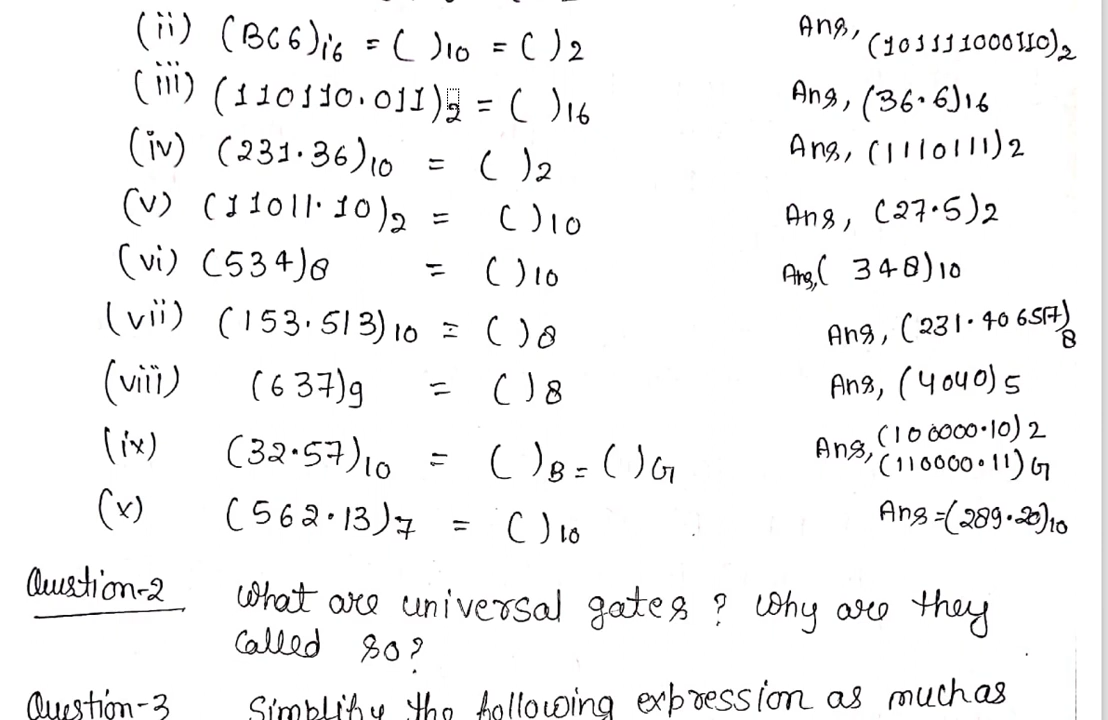 (ii) (BC6)16 = ( )10 = ( )2 Ans, (101111000110)2
(iii) (110110.011)2 = ( )16 Ans, (36.6)16
(iv) (231.36)10 = ( )2 Ans, (1110111)2
(v) (11011.10)2 = ( )10 Ans, (27.5)2
(vi) (534)8 = ( )10 Ans, (348)10
(vii) (153.513)10 = ( )8 Ans, (231.406517)8
(viii) (637)9 = ( )8 Ans, (4040)5
(ix) (32.57)10 = ( )B = ( )G Ans, (100000.10)2
(110000.11)G
(x) (562.13)7 = ( )10 Ans = (289.20)10
Question-2 What are universal gates ? Why are they
Called so?
Question-3 Simplify the following expression as much as